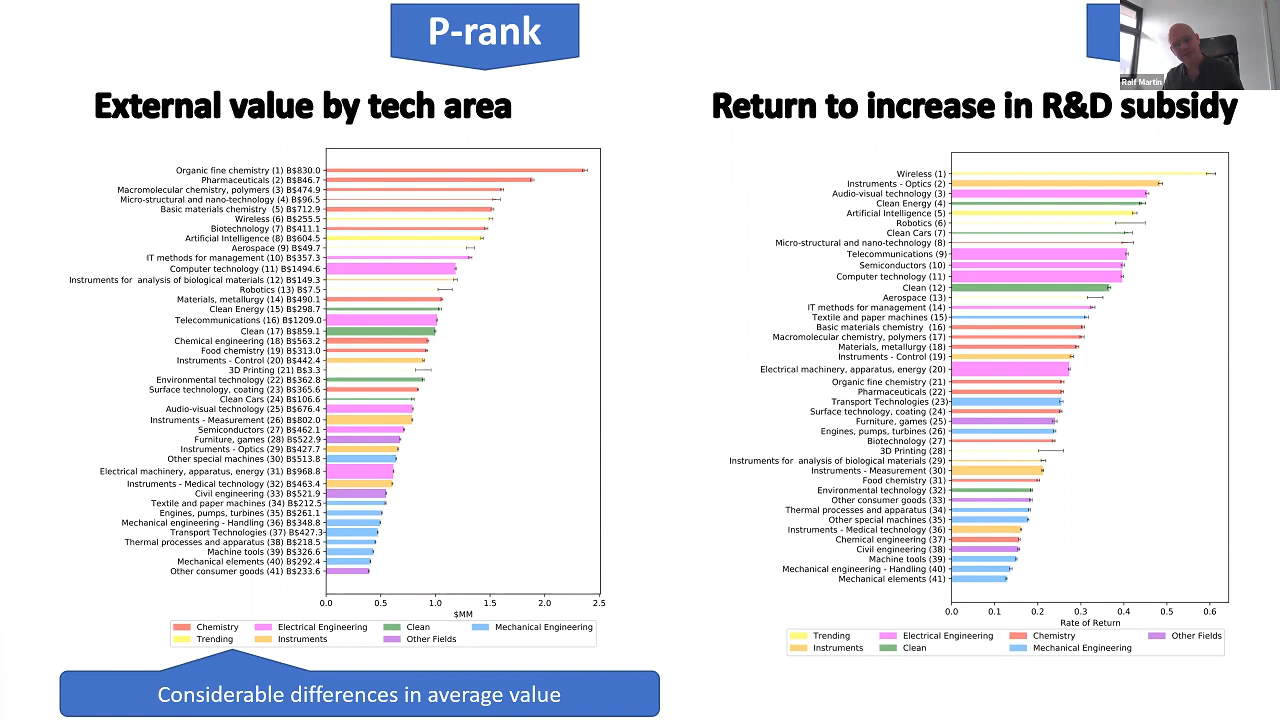 P-rank
Ralf Martin
External value by tech area
Return to increase in R&D subsidy
Organic fine chemistry (1) B$830.0
Pharmaceuticals (2) B$846.7
Macromolecular chemistry, polymers (3) B$474.9
Micro-structural and nano-technology (4) B$96.5
Basic materials chemistry (5) B$712.9
Wireless (6) B$255.5
Biotechnology (7) B$411.1
Artificial Intelligence (8) B$604.5
Aerospace (9) B$49.7
IT methods for management (10) B$357.3
Computer technology (11) B$1494.6
Instruments for analysis of biological materials (12) B$149.3
Robotics (13) B$7.5
Materials, metallurgy (14) B$490.1
Clean Energy (15) B$298.7
Telecommunications (16) B$1209.0
Clean (17) B$859.1
Chemical engineering (18) B$563.2
Food chemistry (19) B$313.0
Instruments - Control (20) B$442.4
3D Printing (21) B$3.3
Environmental technology (22) B$362.8
Surface technology, coating (23) B$365.6
Clean Cars (24) B$106.6
Audio-visual technology (25) B$676.4
Instruments - Measurement (26) B$802.0
Semiconductors (27) B$462.1
Furniture, games (28) B$522.9
Instruments - Optics (29) B$427.7
Other special machines (30) B$513.8
Electrical machinery, apparatus, energy (31) B$968.8
Instruments - Medical technology (32) B$463.4
Civil engineering (33) B$521.9
Textile and paper machines (34) B$212.5
Engines, pumps, turbines (35) B$261.1
Mechanical engineering - Handling (36) B$348.8
Transport Technologies (37) B$427.3
Thermal processes and apparatus (38) B$218.5
Machine tools (39) B$326.6
Mechanical elements (40) B$292.4
Other consumer goods (41) B$233.6
0.0 0.5 1.0 1.5 2.0 2.5
$MM
Chemistry Electrical Engineering Clean Mechanical Engineering
Trending Instruments Other Fields
Considerable differences in average value
Wireless (1)
Instruments - Optics (2)
Audio-visual technology (3)
Clean Energy (4)
Artificial Intelligence (5)
Robotics (6)
Clean Cars (7)
Micro-structural and nano-technology (8)
Telecommunications (9)
Semiconductors (10)
Computer technology (11)
Clean (12)
Aerospace (13)
IT methods for management (14)
Textile and paper machines (15)
Basic materials chemistry (16)
Macromolecular chemistry, polymers (17)
Materials, metallurgy (18)
Instruments - Control (19)
Electrical machinery, apparatus, energy (20)
Organic fine chemistry (21)
Pharmaceuticals (22)
Transport Technologies (23)
Surface technology, coating (24)
Furniture, games (25)
Engines, pumps, turbines (26)
Biotechnology (27)
3D Printing (28)
Instruments for analysis of biological materials (29)
Instruments - Measurement (30)
Food chemistry (31)
Environmental technology (32)
Other consumer goods (33)
Thermal processes and apparatus (34)
Other special machines (35)
Instruments - Medical technology (36)
Chemical engineering (37)
Civil engineering (38)
Machine tools (39)
Mechanical engineering - Handling (40)
Mechanical elements (41)
0.0 0.1 0.2 0.3 0.4 0.5 0.6
Rate of Return
Trending Electrical Engineering Chemistry Other Fields
Instruments Clean Mechanical Engineering